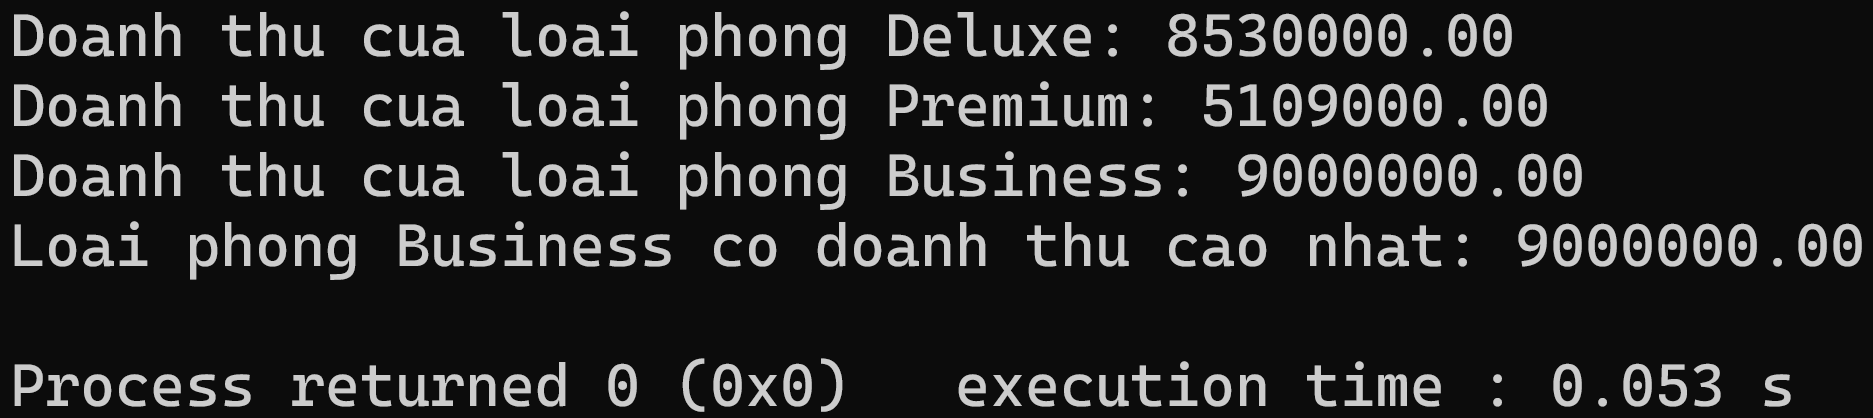 Doanh thu cua loai phong Deluxe: 8530000.00
Doanh thu cua loai phong Premium: 5109000.00
Doanh thu cua loai phong Business: 9000000.00
Loai phong Business co doanh thu cao nhat: 9000000.00
Process returned 0 (0x0)   execution time : 0.053 s